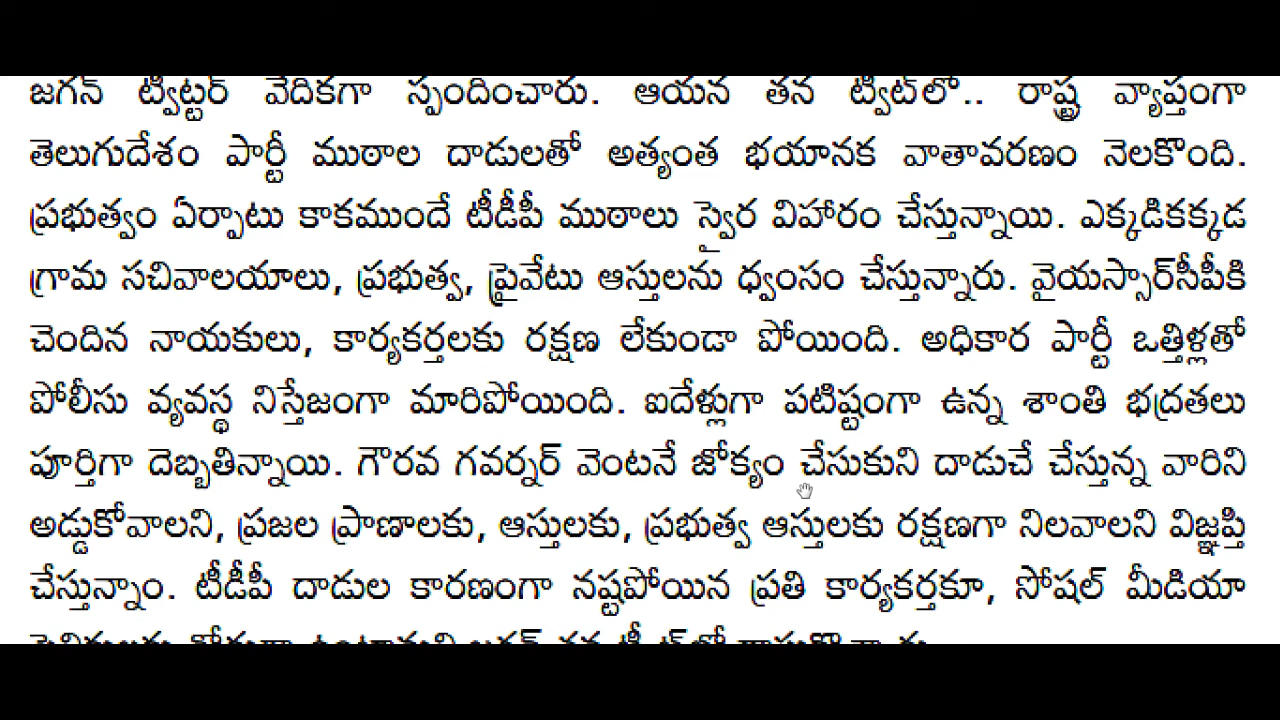 జగన్ ట్విట్టర్ వేదికగా స్పందించారు. ఆయన తన ట్విట్‌లో.. రాష్ట్ర వ్యాప్తంగా
తెలుగుదేశం పార్టీ ముఠాల దాడులతో అత్యంత భయానక వాతావరణం నెలకొంది.
ప్రభుత్వం ఏర్పాటు కాకముందే టీడీపీ ముఠాలు స్వైర విహారం చేస్తున్నాయి. ఎక్కడికక్కడ
గ్రామ సచివాలయాలు, ప్రభుత్వ, ప్రైవేటు ఆస్తులను ధ్వంసం చేస్తున్నారు. వైయస్సార్‌సీపీకి
చెందిన నాయకులు, కార్యకర్తలకు రక్షణ లేకుండా పోయింది. అధికార పార్టీ ఒత్తిళ్లతో
పోలీసు వ్యవస్థ నిస్తేజంగా మారిపోయింది. ఐదేళ్లుగా పటిష్టంగా ఉన్న శాంతి భద్రతలు
పూర్తిగా దెబ్బతిన్నాయి. గౌరవ గవర్నర్ వెంటనే జోక్యం చేసుకుని దాడుచే చేస్తున్న వారిని
అడ్డుకోవాలని, ప్రజల ప్రాణాలకు, ఆస్తులకు, ప్రభుత్వ ఆస్తులకు రక్షణగా నిలవాలని విజ్ఞప్తి
చేస్తున్నాం. టీడీపీ దాడుల కారణంగా నష్టపోయిన ప్రతి కార్యకర్తకూ, సోషల్ మీడియా